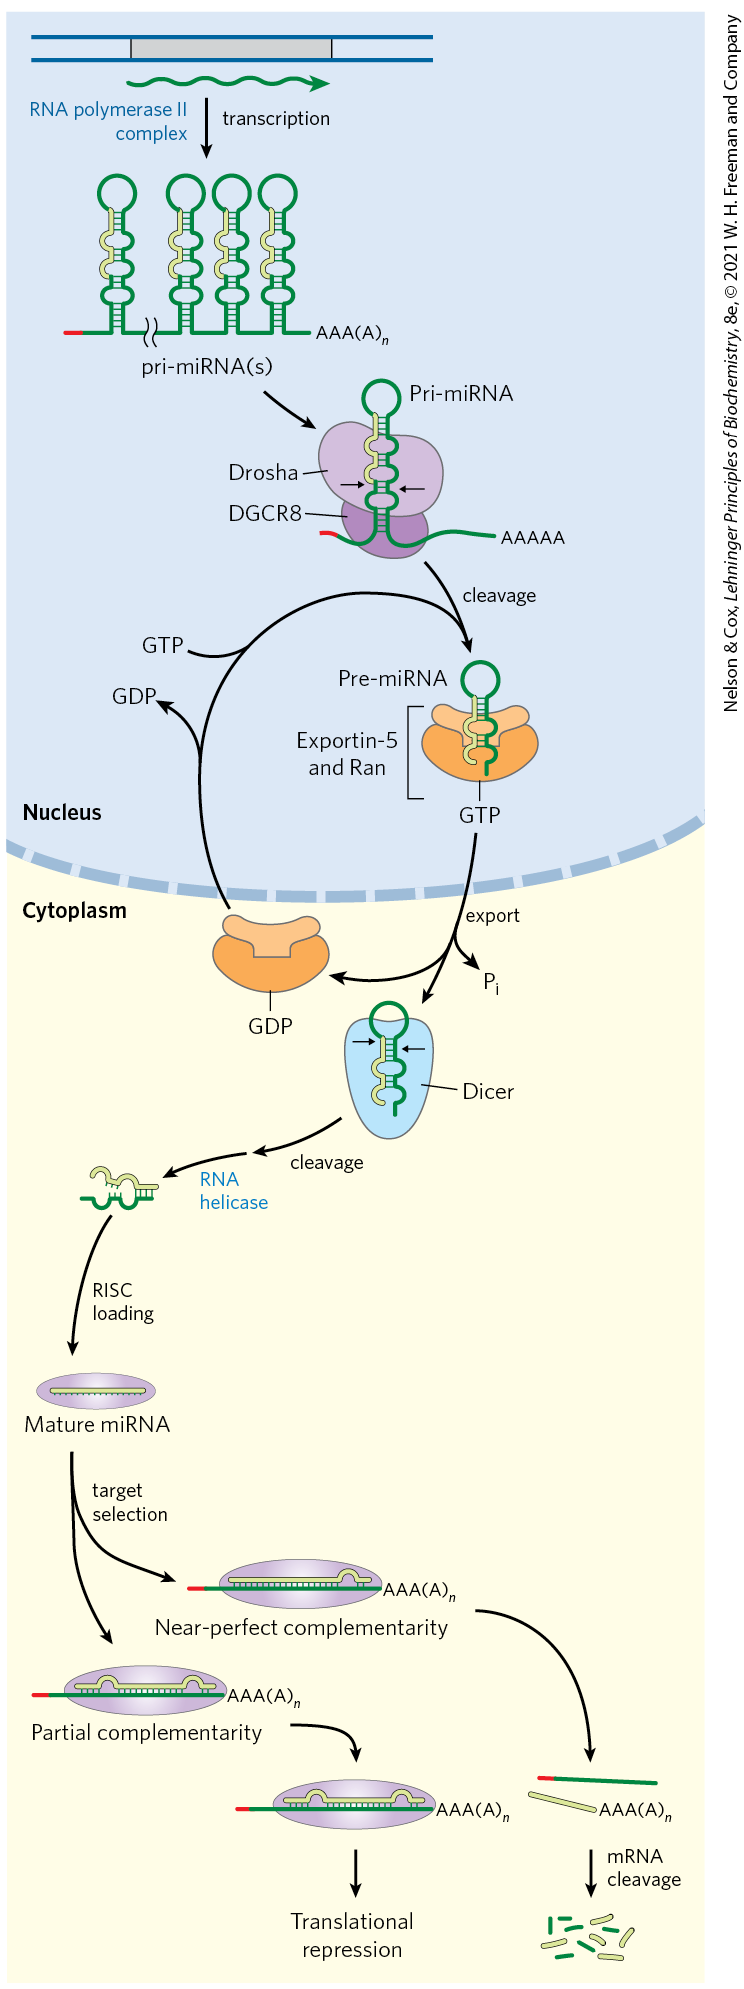 RNA polymerase II
complex
transcription
AAA(A)n
pri-miRNA(s)
Pri-miRNA
Drosha
DGCR8
AAAAA
cleavage
GTP
Pre-miRNA
GDP
Exportin-5
and Ran
GTP
Nucleus
Cytoplasm
export
Pi
GDP
Dicer
cleavage
RNA
helicase
RISC
loading
Mature miRNA
target
selection
AAA(A)n
Near-perfect complementarity
AAA(A)n
Partial complementarity
AAA(A)n
AAA(A)n
mRNA
cleavage
Translational
repression
Nelson & Cox, Lehninger Principles of Biochemistry, 8e, © 2021 W. H. Freeman and Company